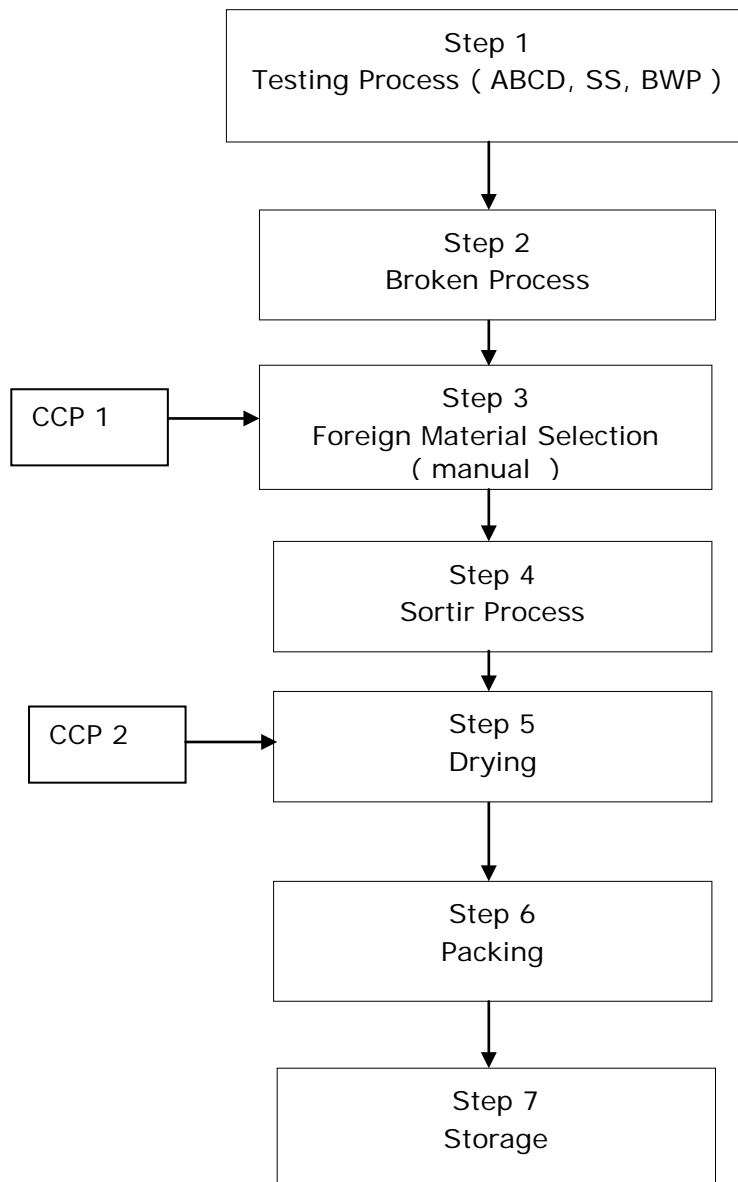 Step 1
Testing Process ( ABCD, SS, BWP )
Step 2
Broken Process
CCP 1
Step 3
Foreign Material Selection
( manual )
Step 4
Sortir Process
CCP 2
Step 5
Drying
Step 6
Packing
Step 7
Storage